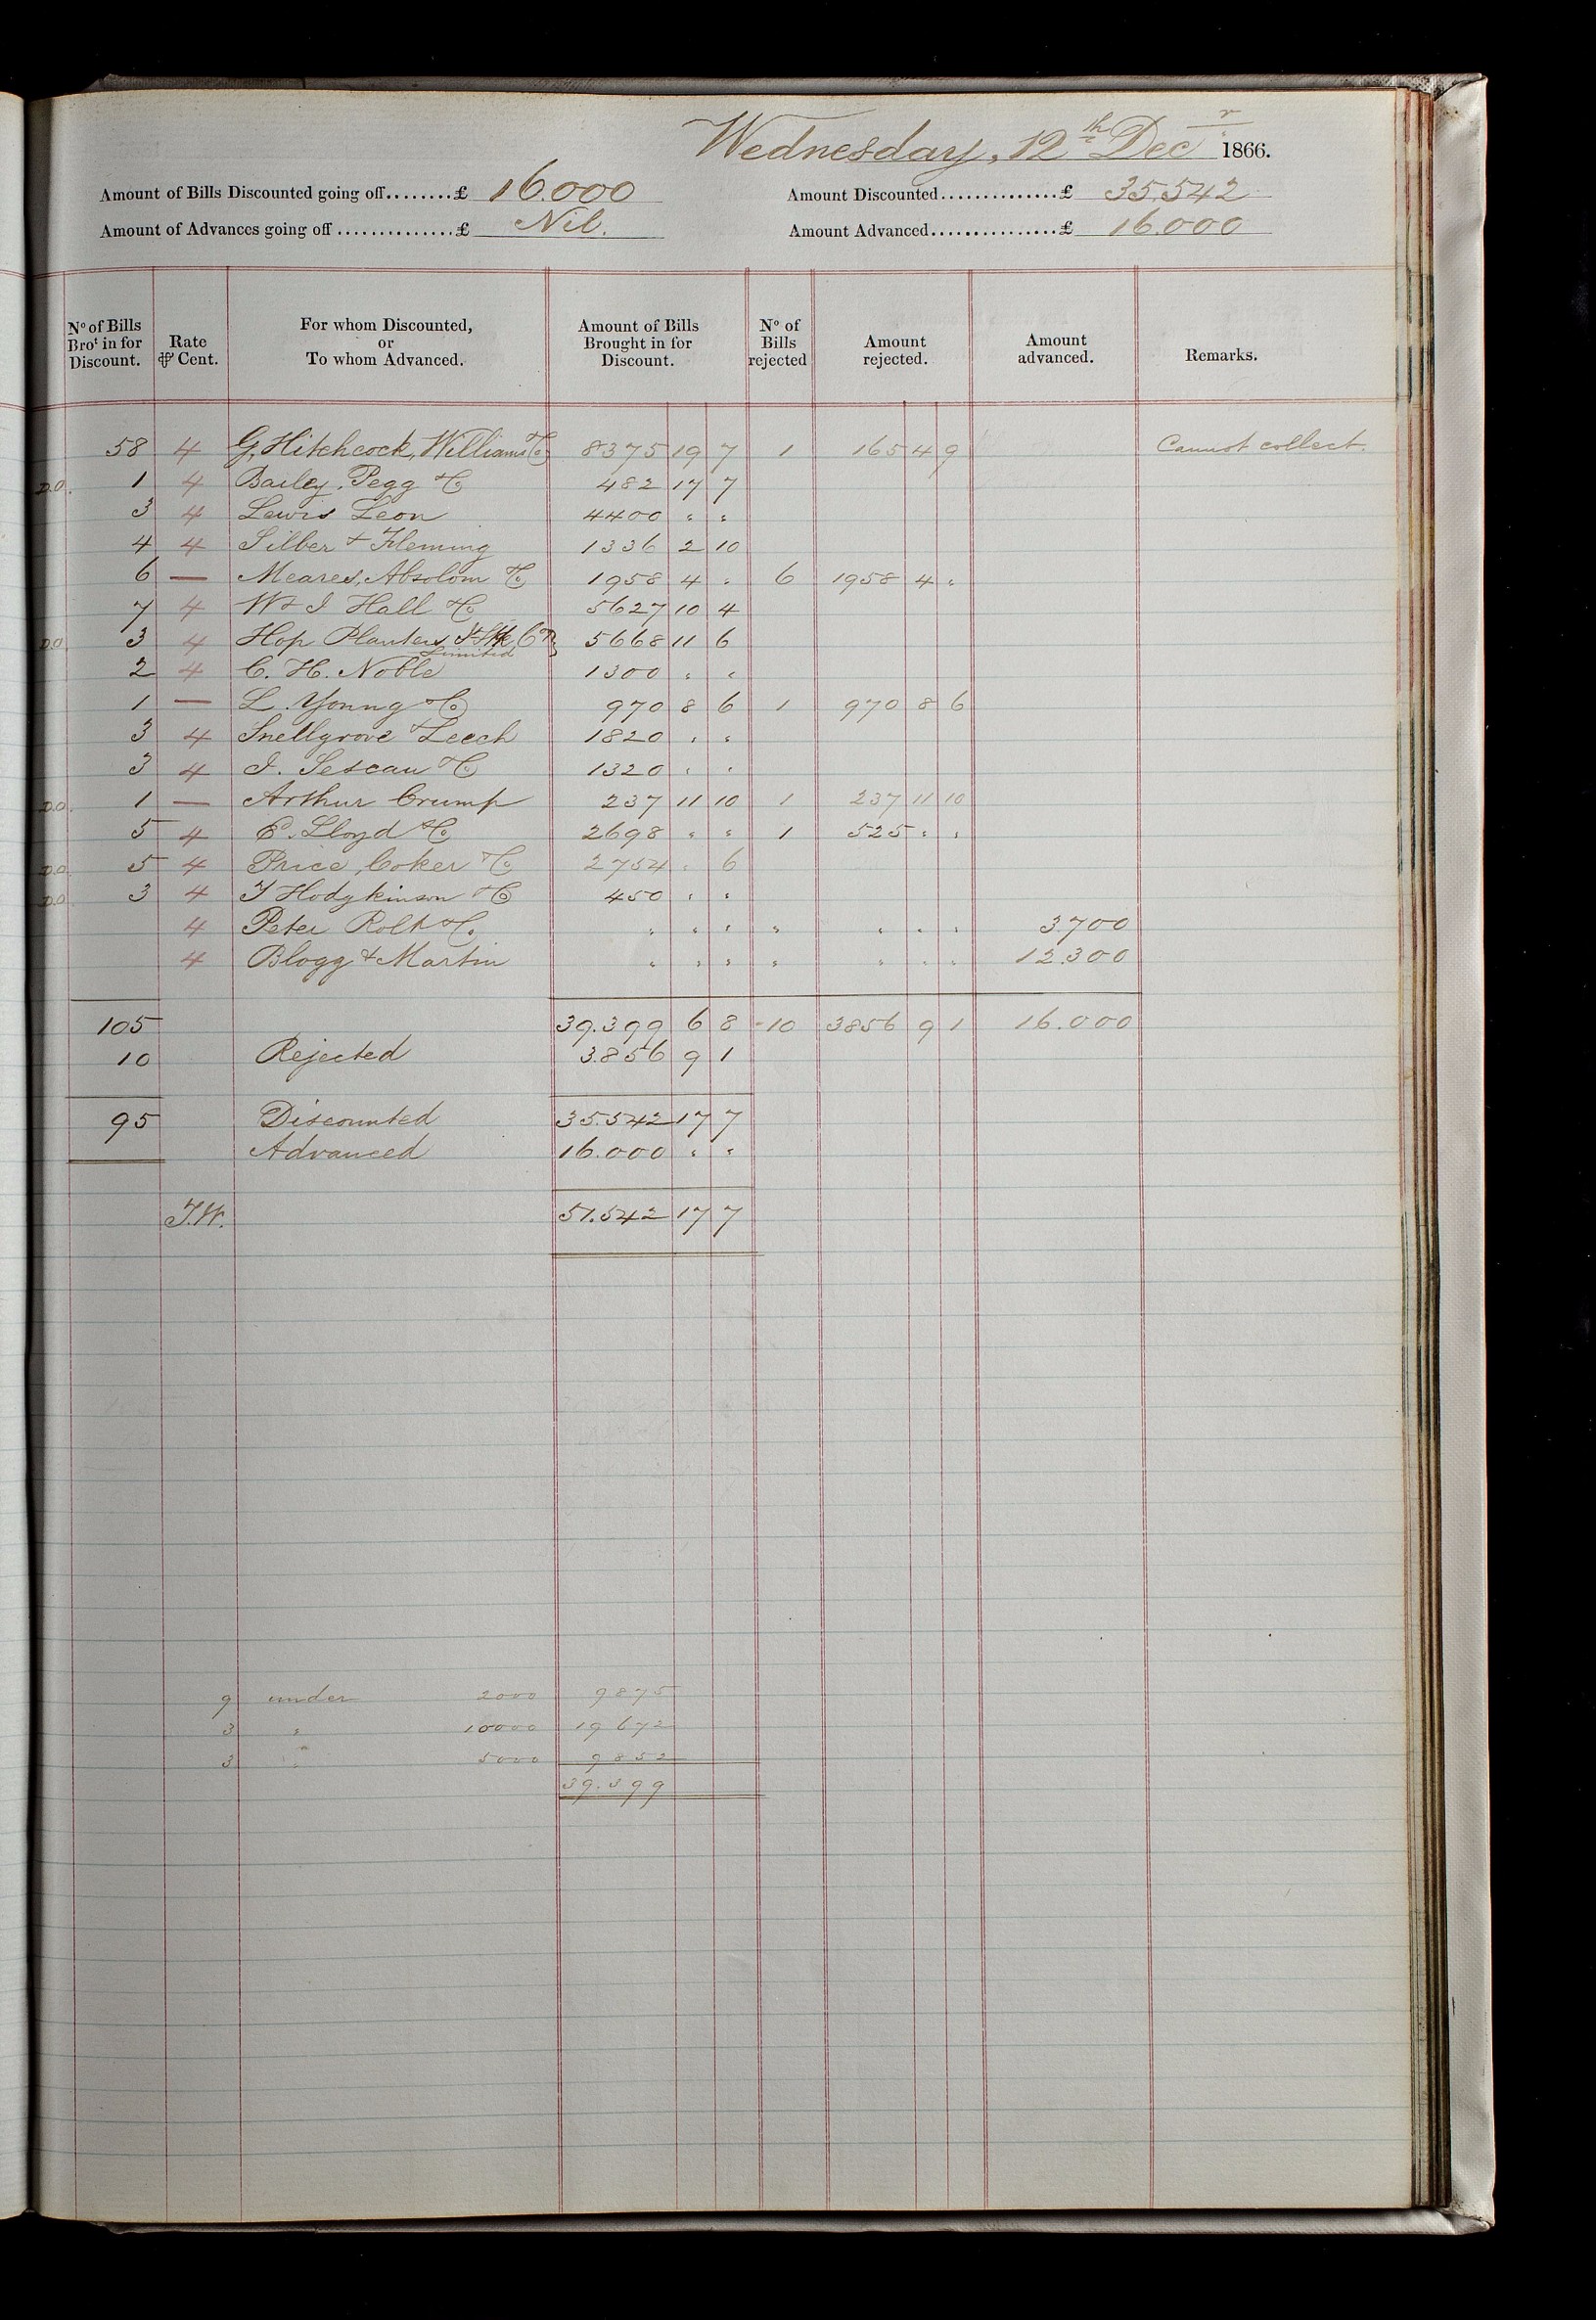 Wednesday, 12th Decr 1866.
Amount of Bills Discounted going off........£ 16.000 Amount Discounted..............£ 35.542
Amount of Advances going off..............£ Nil. Amount Advanced...............£ 16.000
No of Bills Brot in for Discount. Rate ⅌ Cent. For whom Discounted, or To whom Advanced. Amount of Bills Brought in for Discount. No of Bills rejected Amount rejected. Amount advanced. Remarks.
58 4 G. Hitchcock, Williams & Co 8375 19 7 1 165 4 9 Cannot collect.
D.O. 1 4 Bailey, Pegg & Co 482 17 7
3 4 Lewis Leon 4400 " "
4 4 Silber & Fleming 1336 2 10
6 — Meares, Absolom & Co 1958 4 " 6 1958 4 "
7 4 W & I Hall & Co 5627 10 4
D.O. 3 4 Hop Planters Jt Stk Co Limited 5668 11 6
2 4 C. H. Noble 1300 " "
1 — L. Young & Co 970 8 6 1 970 8 6
3 4 Snellgrove & Leech 1820 " "
3 4 I. Sescau & Co 1320 " "
D.O. 1 — Arthur Crump 237 11 10 1 237 11 10
5 4 E. Lloyd & Co 2698 " " 1 525 " "
D.O. 5 4 Price, Coker & Co 2754 " 6
D.O. 3 4 T Hodgkinson & Co 450 " "
4 Peter Rolt & Co " " " " " " " 3.700
4 Blogg & Martin " " " " " " " 12.300
105 39.399 6 8 10 3856 9 1 16.000
10 Rejected 3.856 9 1
95 Discounted 35.542 17 7
Advanced 16.000 " "
T.W. 51.542 17 7
9 under 2000 9875
3 " 10000 19672
3 " 5000 9852
39.399